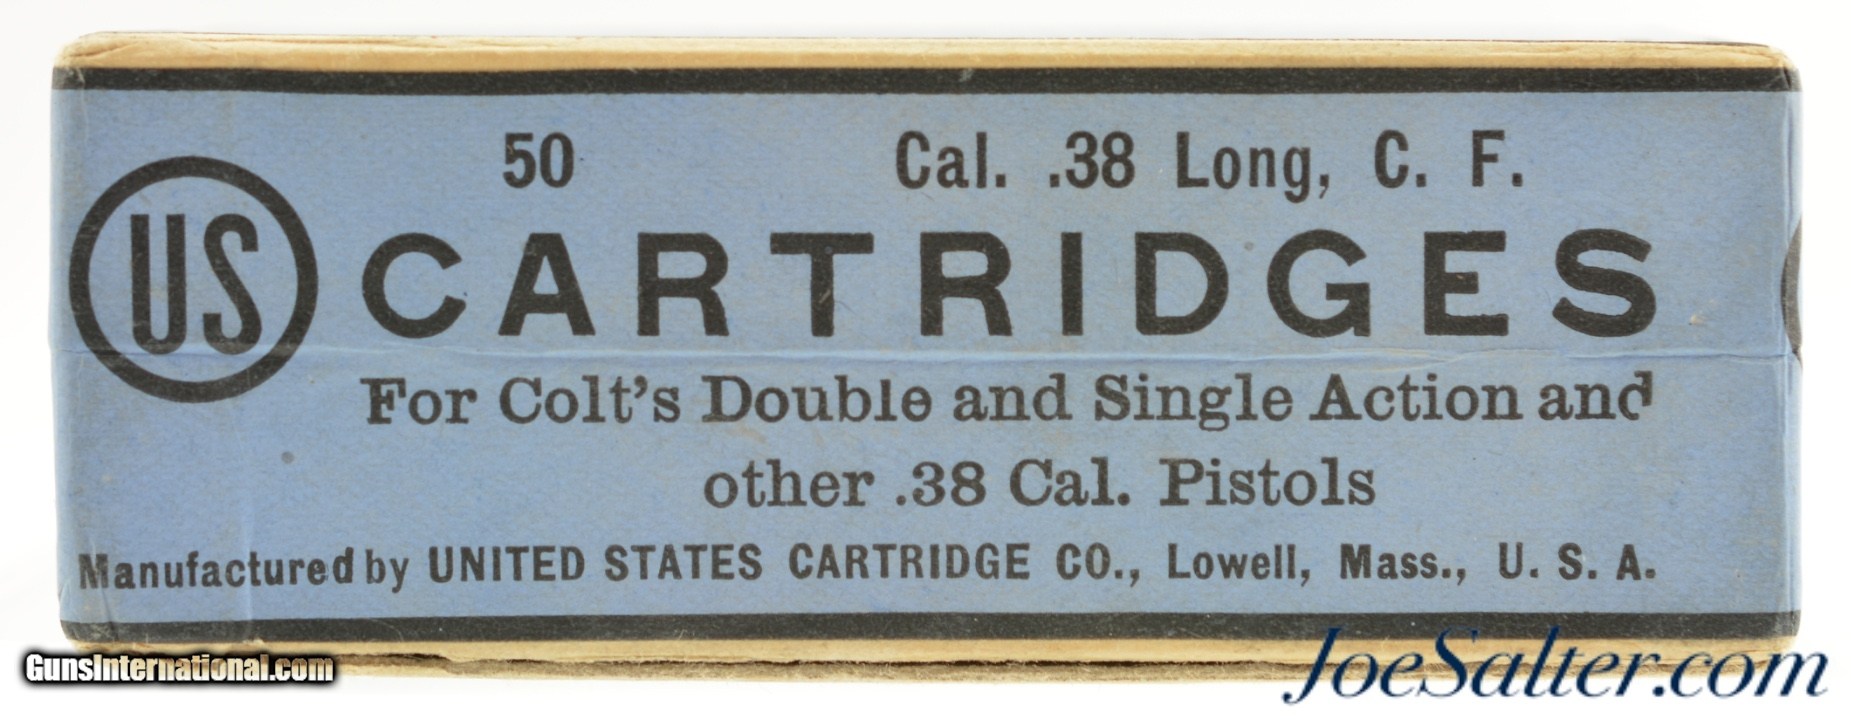 50 Cal. .38 Long, C. F.
US
CARTRIDGES
For Colt's Double and Single Action and
other .38 Cal. Pistols
Manufactured by UNITED STATES CARTRIDGE CO., Lowell, Mass., U. S. A.
GunsInternational.com
JoeSalter.com